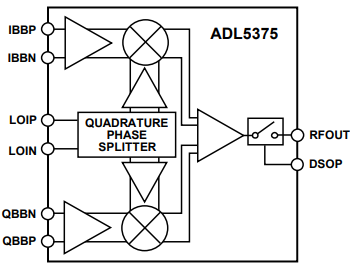 IBBP
ADL5375
IBBN
LOIP
QUADRATURE
PHASE
SPLITTER
LOIN
RFOUT
DSOP
QBBN
QBBP